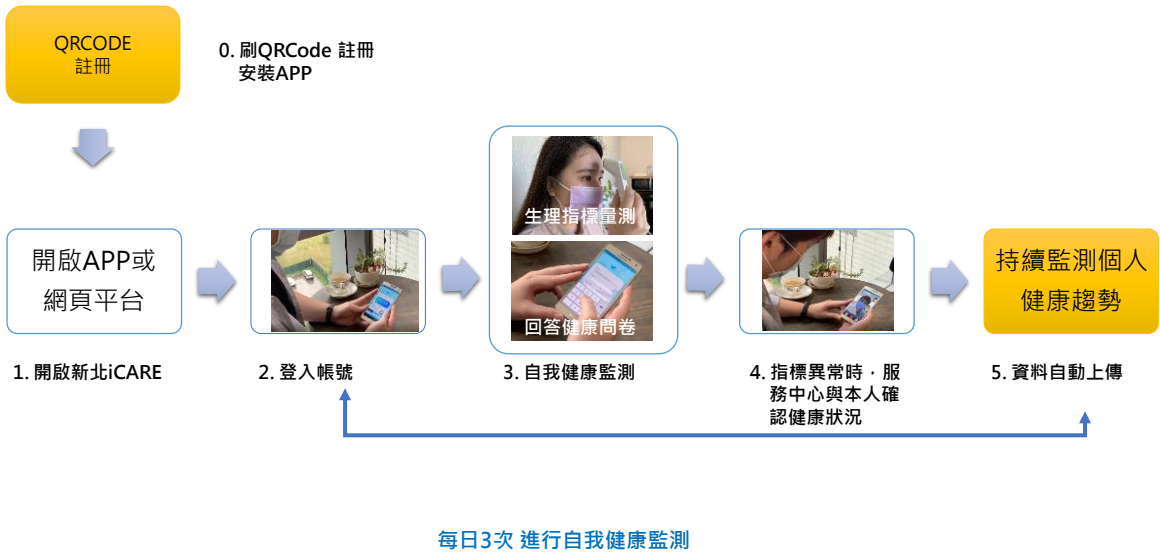 QRCODE
註冊
0. 刷QRCode 註冊
安裝APP
開啟APP或
網頁平台
生理指標量測
回答健康問卷
持續監測個人
健康趨勢
1. 開啟新北iCARE
2. 登入帳號
3. 自我健康監測
4. 指標異常時，服
務中心與本人確
認健康狀況
5. 資料自動上傳
每日3次 進行自我健康監測